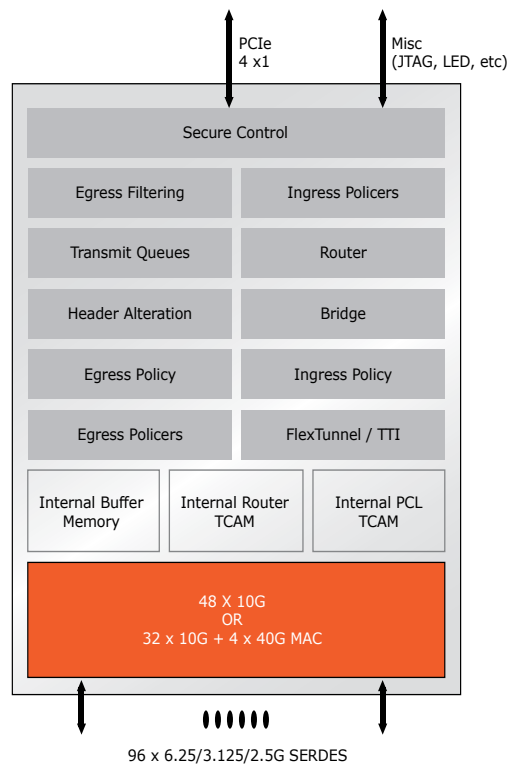 PCIe
4 x1
Misc
(JTAG, LED, etc)
Secure Control
Egress Filtering
Ingress Policers
Transmit Queues
Router
Header Alteration
Bridge
Egress Policy
Ingress Policy
Egress Policers
FlexTunnel / TTI
Internal Buffer
Memory
Internal Router
TCAM
Internal PCL
TCAM
48 X 10G
OR
32 x 10G + 4 x 40G MAC
96 x 6.25/3.125/2.5G SERDES